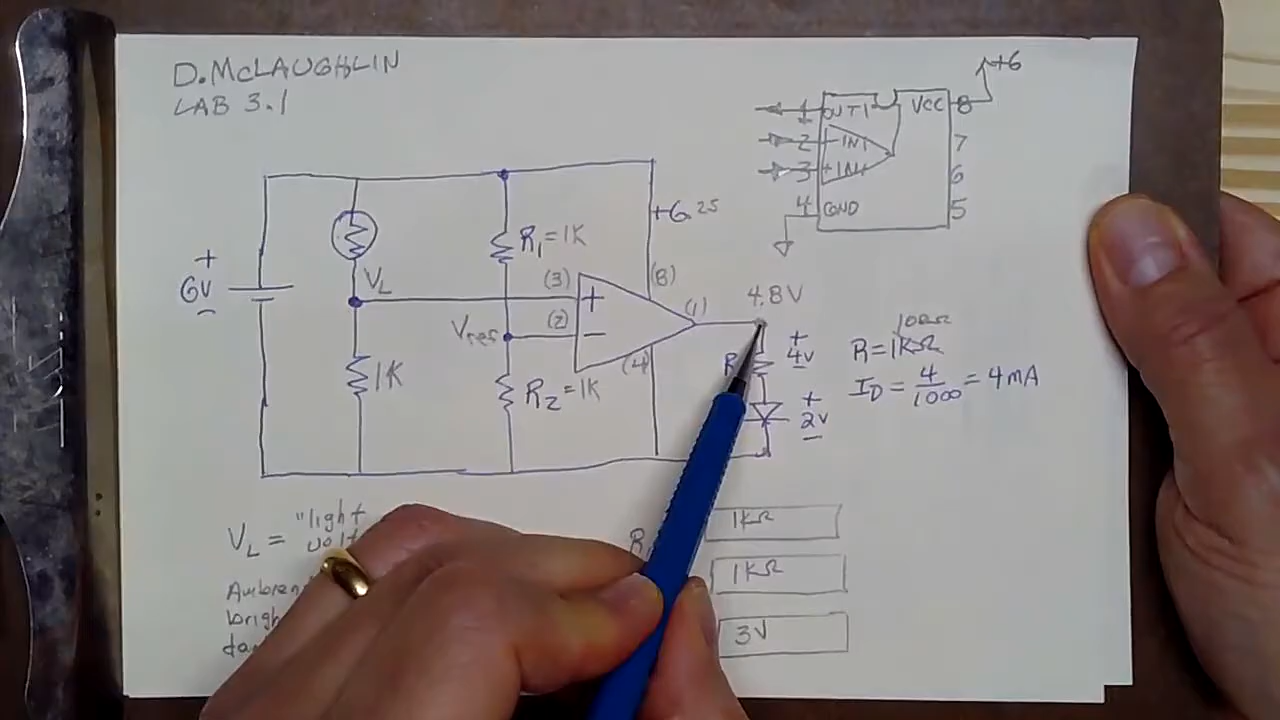 D. McLAUGHLIN
LAB 3.1
+6
1 OUT1 VCC 8
2 -IN1 7
3 +IN1 6
4 GND 5
+
6V
-
VL
1K
R1=1K
Vref
R2=1K
+6.25
(3)
(2)
+
-
(8)
(4)
(1)
4.8V
R
+
4V
-
+
2V
-
100Ω
R=1KΩ
ID = 4/1000 = 4mA
VL = "light
1KΩ
1KΩ
3V